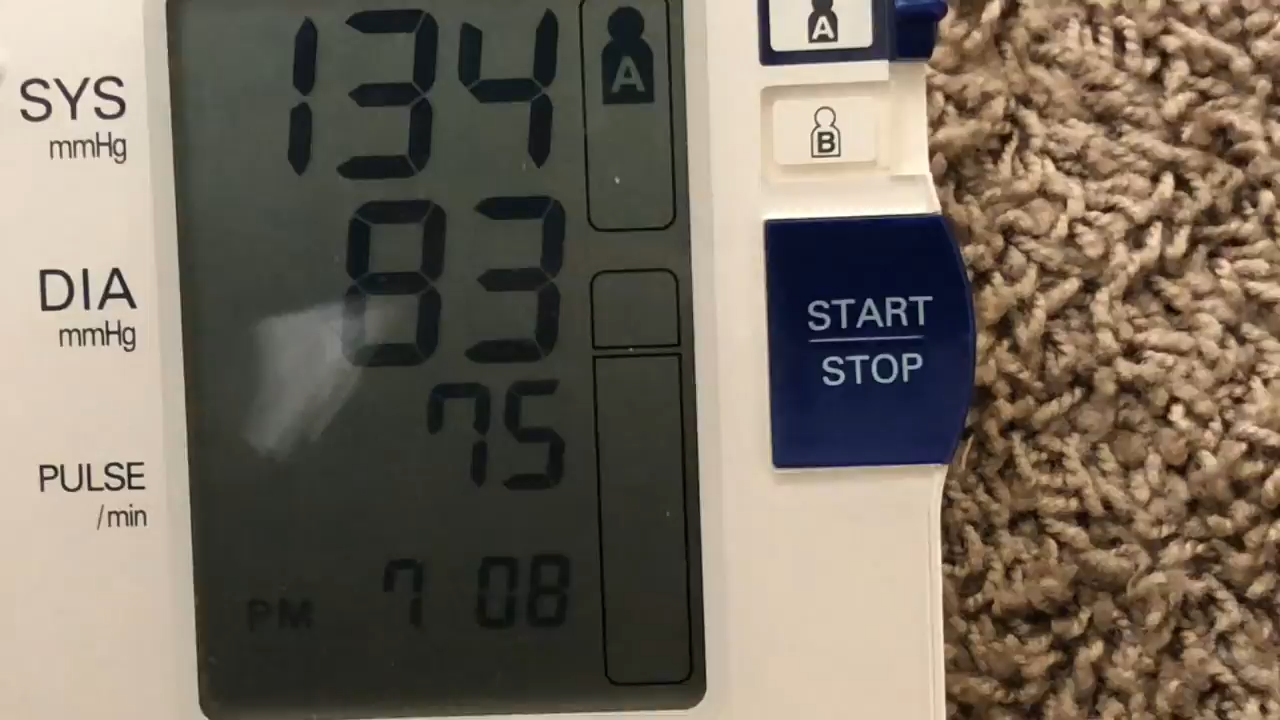 SYS
mmHg
134
A
A
B
DIA
mmHg
83
START
STOP
PULSE
/min
75
PM 7 08